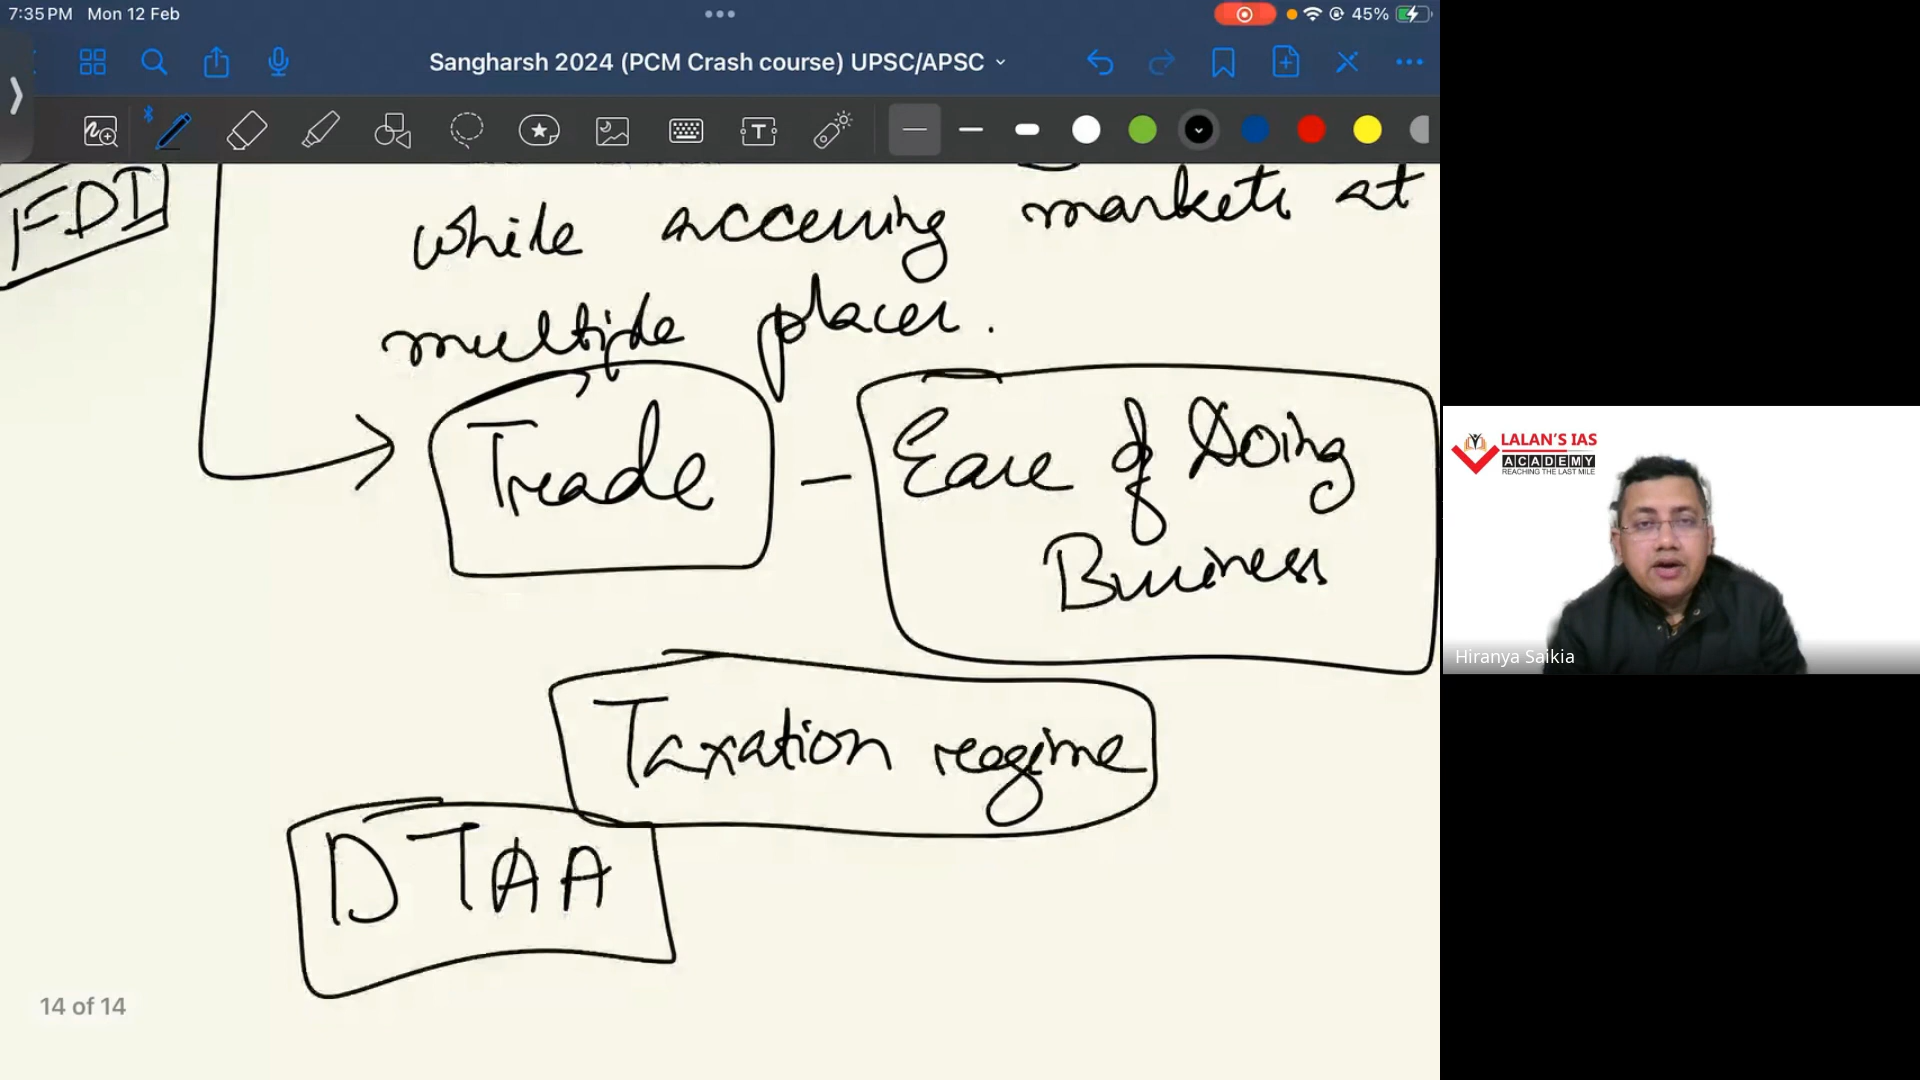 7:35 PM Mon 12 Feb
45%
Sangharsh 2024 (PCM Crash course) UPSC/APSC
T
FDI
while accessing markets at
multiple places.
Trade - Ease of Doing
Business
Taxation regime
DTAA
14 of 14
LALAN'S IAS
ACADEMY
REACHING THE LAST MILE
Hiranya Saikia